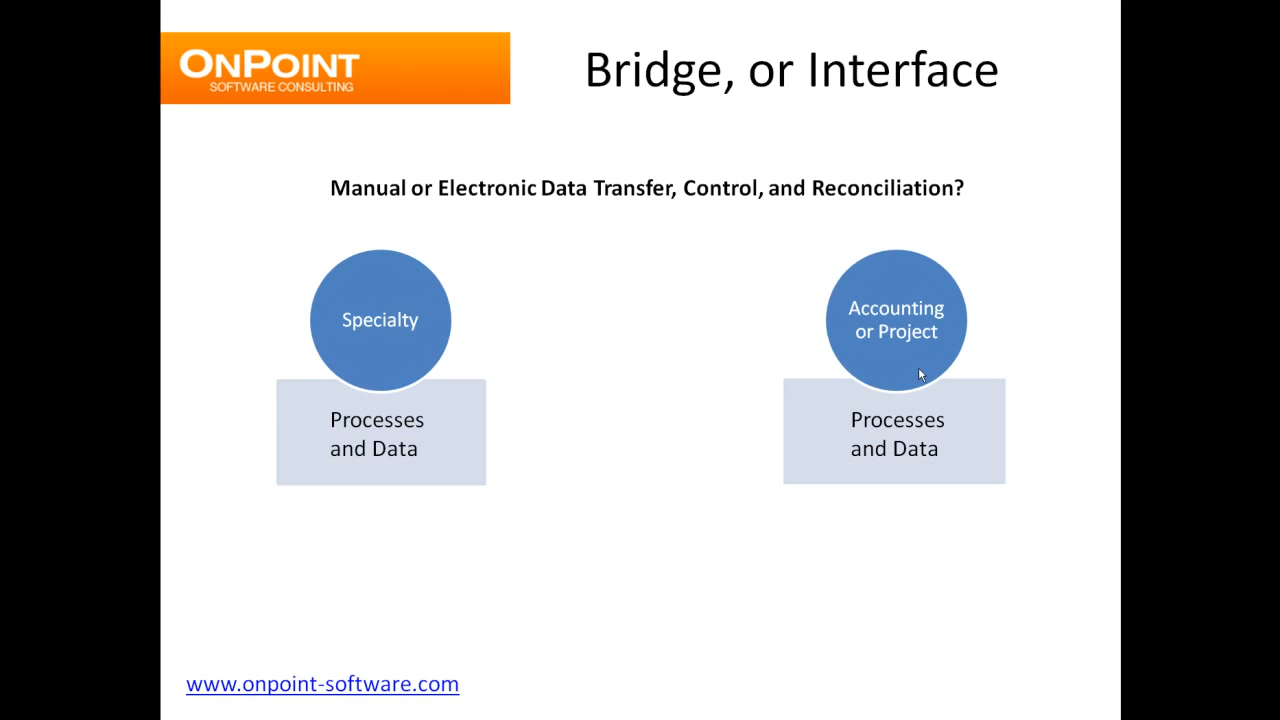 ONPOINT
SOFTWARE CONSULTING
Bridge, or Interface
Manual or Electronic Data Transfer, Control, and Reconciliation?
Specialty
Processes
and Data
Accounting
or Project
Processes
and Data
www.onpoint-software.com